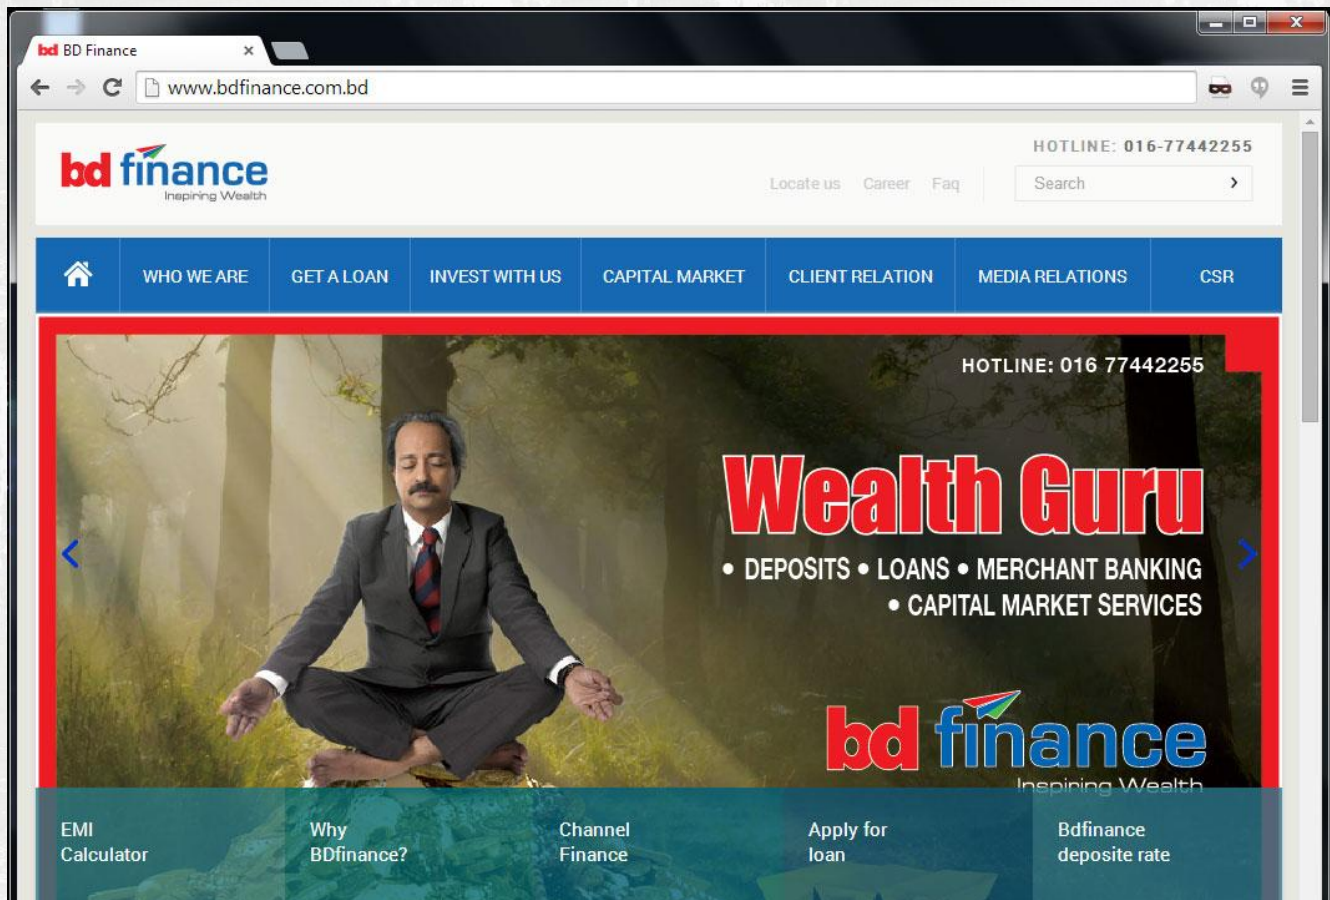 bd BD Finance
www.bdfinance.com.bd
HOTLINE: 016-77442255
bd finance
Inspiring Wealth
Locate us Career Faq Search
WHO WE ARE GET A LOAN INVEST WITH US CAPITAL MARKET CLIENT RELATION MEDIA RELATIONS CSR
HOTLINE: 016 77442255
Wealth Guru
• DEPOSITS • LOANS • MERCHANT BANKING
• CAPITAL MARKET SERVICES
bd finance
Inspiring Wealth
EMI
Calculator
Why
BDfinance?
Channel
Finance
Apply for
loan
Bdfinance
deposite rate